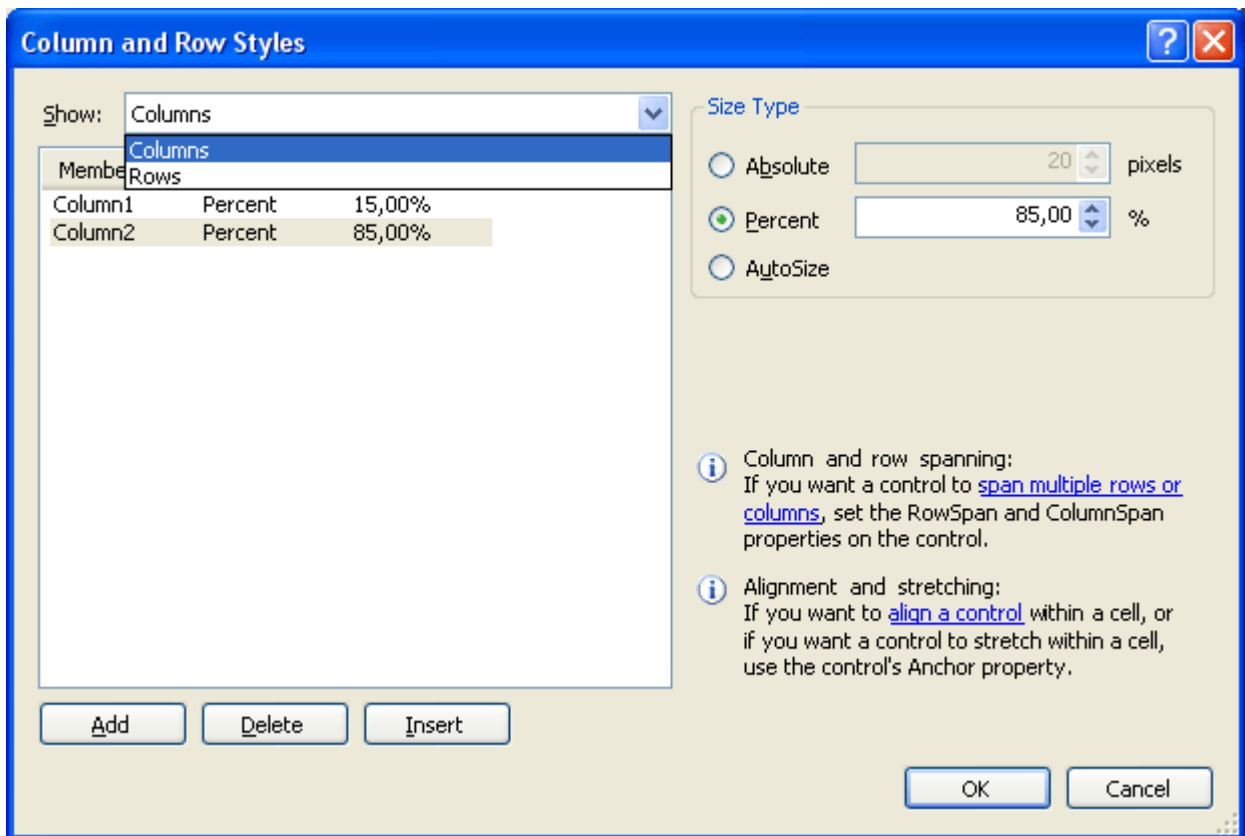 Column and Row Styles
Show: Columns
Columns
Rows
Column1 Percent 15,00%
Column2 Percent 85,00%
Add Delete Insert
Size Type
Absolute 20 pixels
Percent 85,00 %
AutoSize
Column and row spanning:
If you want a control to span multiple rows or
columns, set the RowSpan and ColumnSpan
properties on the control.
Alignment and stretching:
If you want to align a control within a cell, or
if you want a control to stretch within a cell,
use the control's Anchor property.
OK Cancel